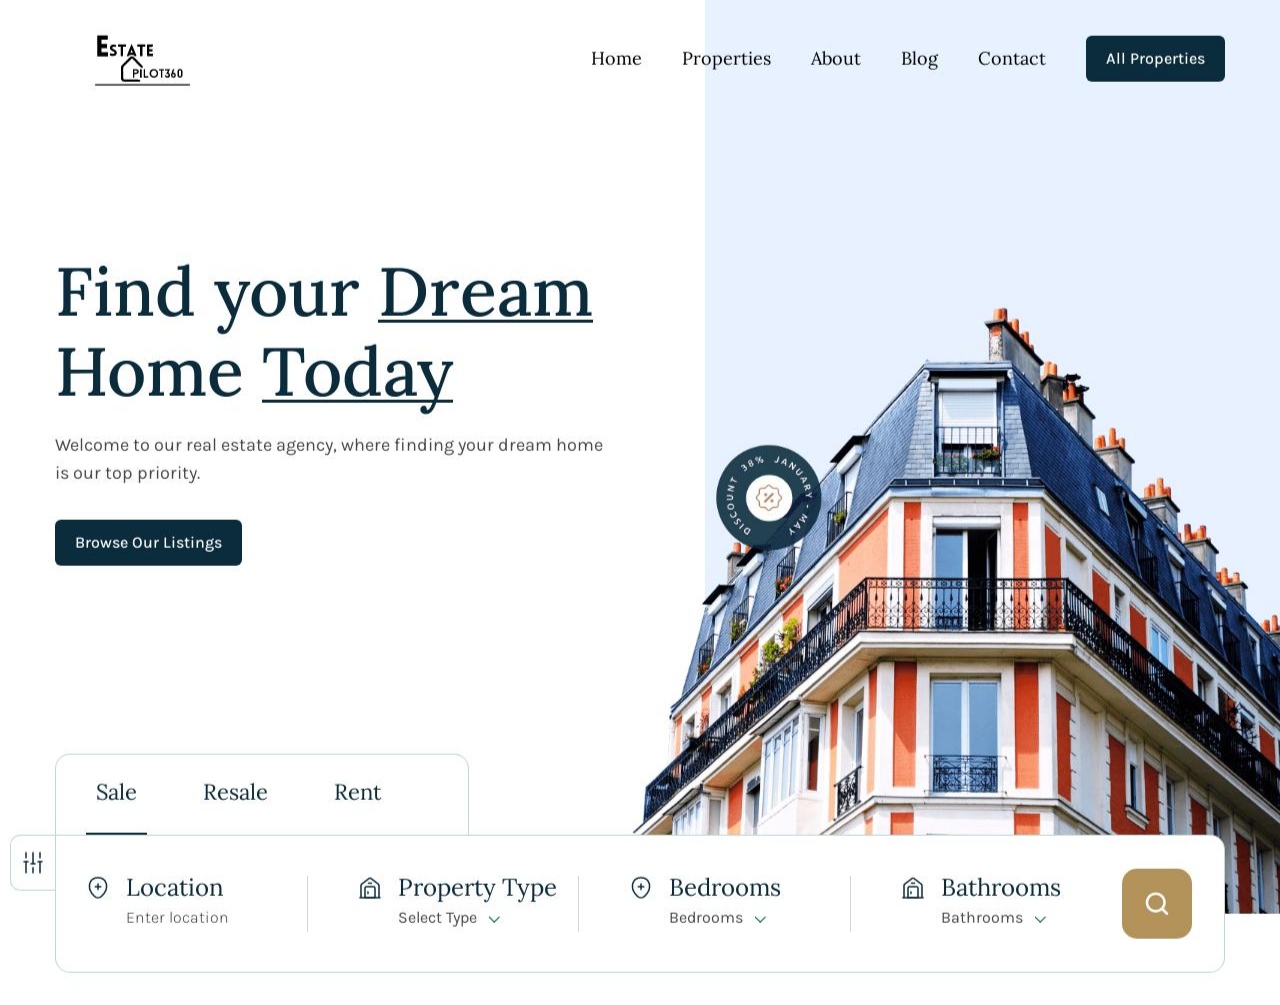 ESTATE
PILOT360
Home Properties About Blog Contact All Properties
Find your Dream
Home Today
Welcome to our real estate agency, where finding your dream home
is our top priority.
DISCOUNT 38% JANUARY - MAY
Browse Our Listings
Sale Resale Rent
Location Property Type Bedrooms Bathrooms
Enter location Select Type Bedrooms Bathrooms